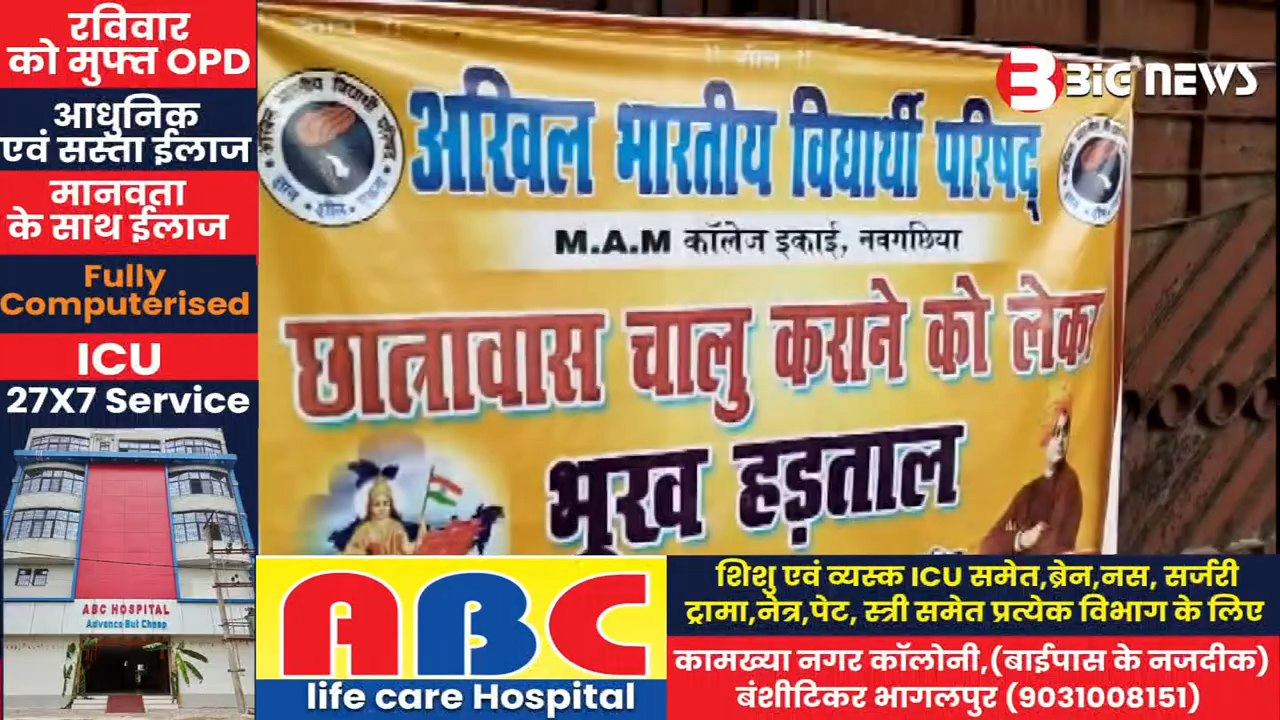 रविवार
को मुफ्त OPD
आधुनिक
एवं सस्ता ईलाज
मानवता
के साथ ईलाज
Fully
Computerised
ICU
27X7 Service
ABC HOSPITAL
Advance But Cheap
BIG NEWS
अखिल भारतीय विद्यार्थी परिषद्
M.A.M कॉलेज इकाई, नवगछिया
छात्रावास चालु कराने को लेकर
भूख हड़ताल
ABC
life care Hospital
शिशु एवं व्यस्क ICU समेत,ब्रेन,नस, सर्जरी
ट्रामा,नेत्र,पेट, स्त्री समेत प्रत्येक विभाग के लिए
कामख्या नगर कॉलोनी,(बाईपास के नजदीक)
बंशीटिकर भागलपुर (9031008151)